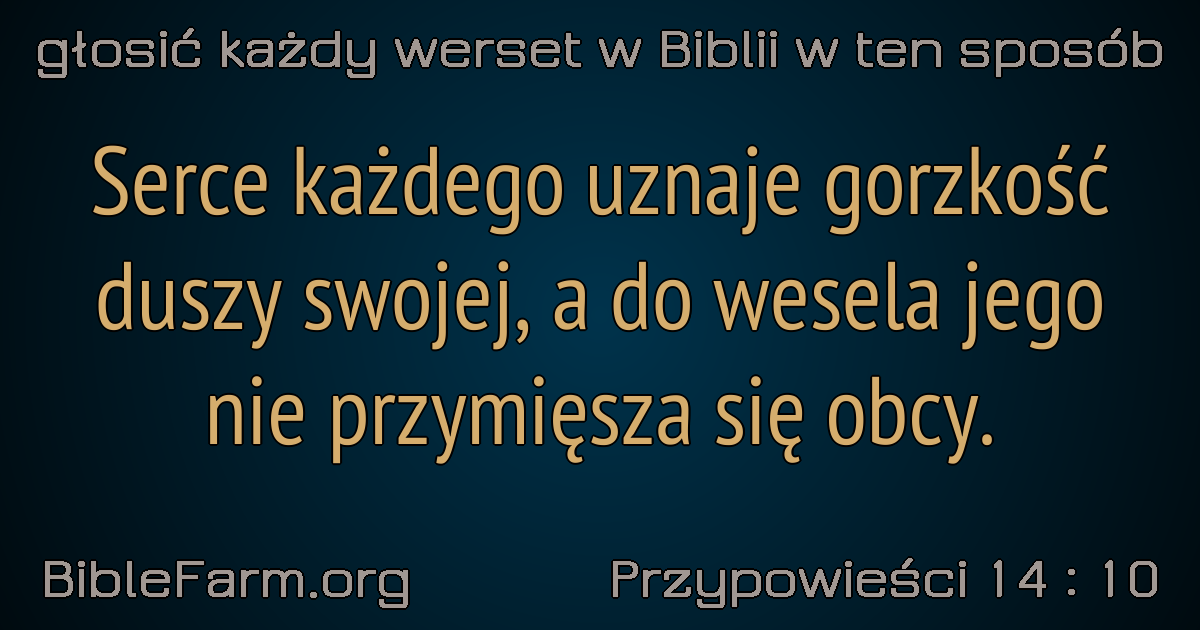 głosić każdy werset w Biblii w ten sposób
Serce każdego uznaje gorzkość
duszy swojej, a do wesela jego
nie przymięsza się obcy.
BibleFarm.org
Przypowieści 14 : 10